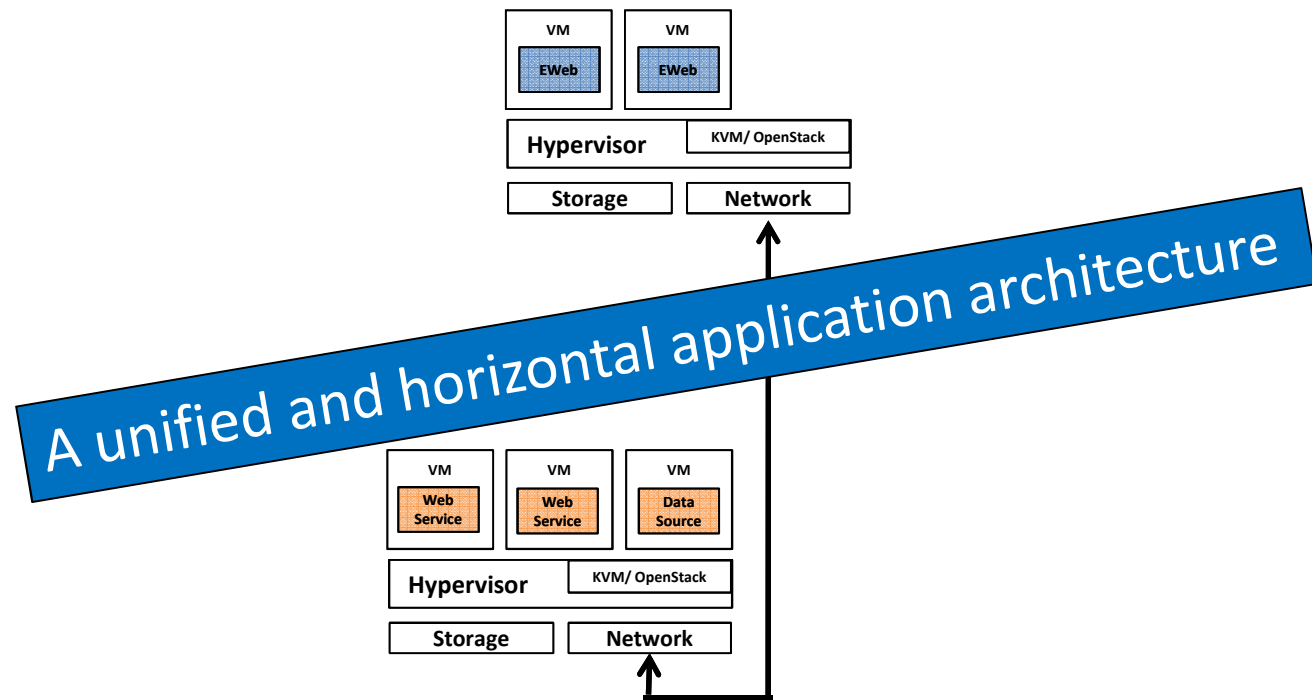 VM
VM
EWeb
EWeb
Hypervisor
KVM/ OpenStack
Storage
Network
A unified and horizontal application architecture
VM
VM
VM
Web
Service
Web
Service
Data
Source
Hypervisor
KVM/ OpenStack
Storage
Network